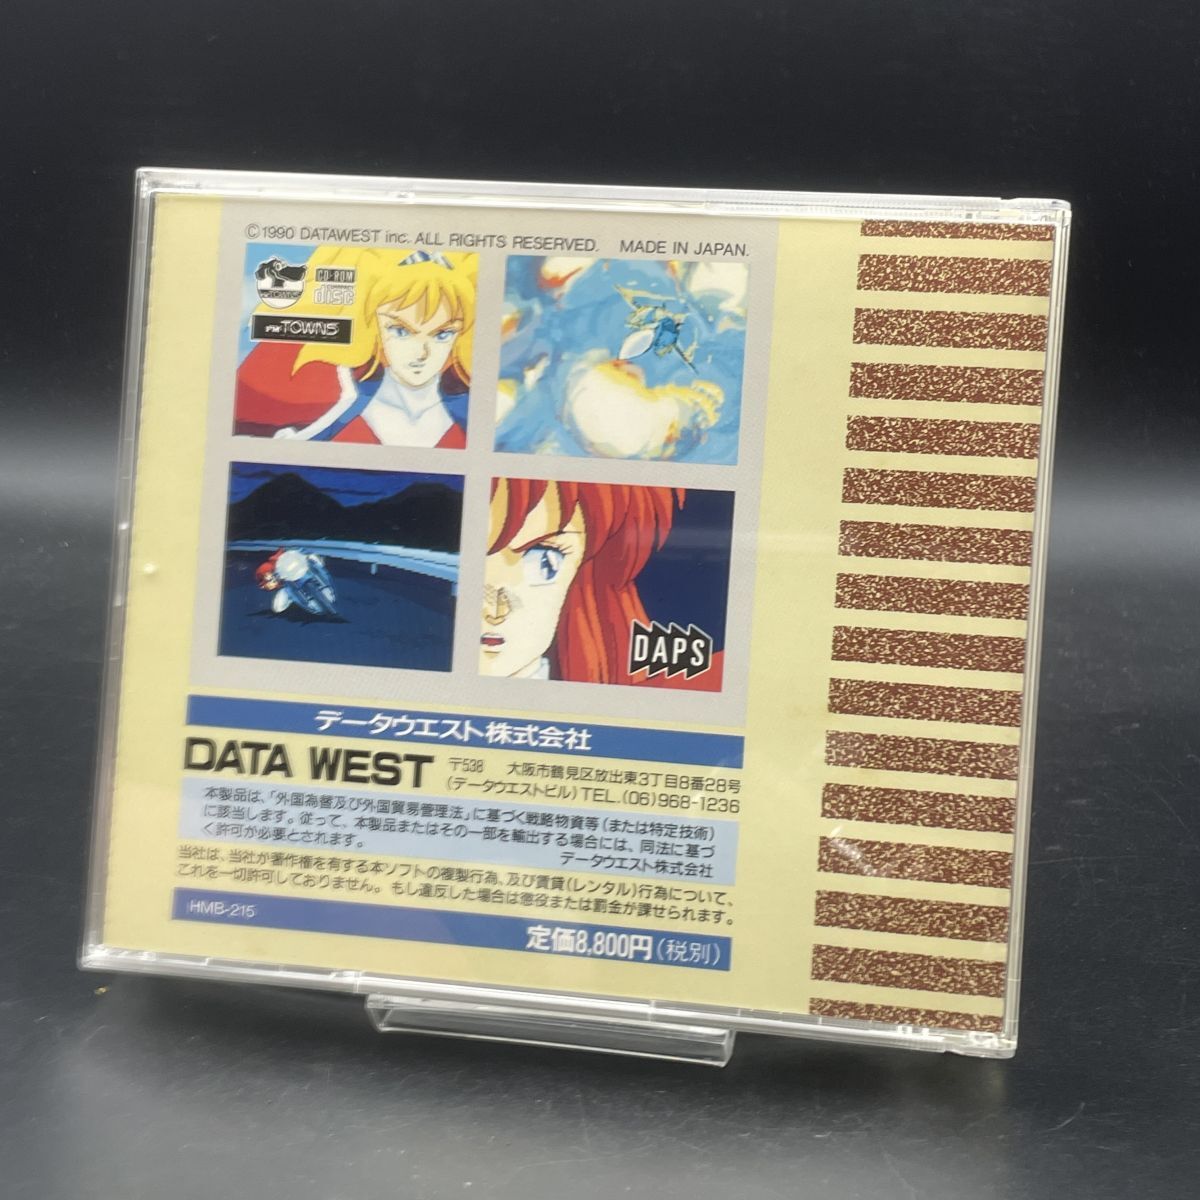 ©1990 DATAWEST inc. ALL RIGHTS RESERVED. MADE IN JAPAN.
CD-ROM
COMPACT
disc
FM TOWNS
DAPS
データウエスト株式会社
DATA WEST
〒538 大阪市鶴見区放出東3丁目8番28号
(データウエストビル) TEL.(06)968-1236
本製品は、「外国為替及び外国貿易管理法」に基づく戦略物資等(または特定技術)
に該当します。従って、本製品またはその一部を輸出する場合には、同法に基づ
く許可が必要とされます。
データウエスト株式会社
当社は、当社が著作権を有する本ソフトの複製行為、及び賃貸(レンタル)行為について、
これを一切許可しておりません。もし違反した場合は懲役または罰金が課せられます。
HMB-215
定価8,800円(税別)